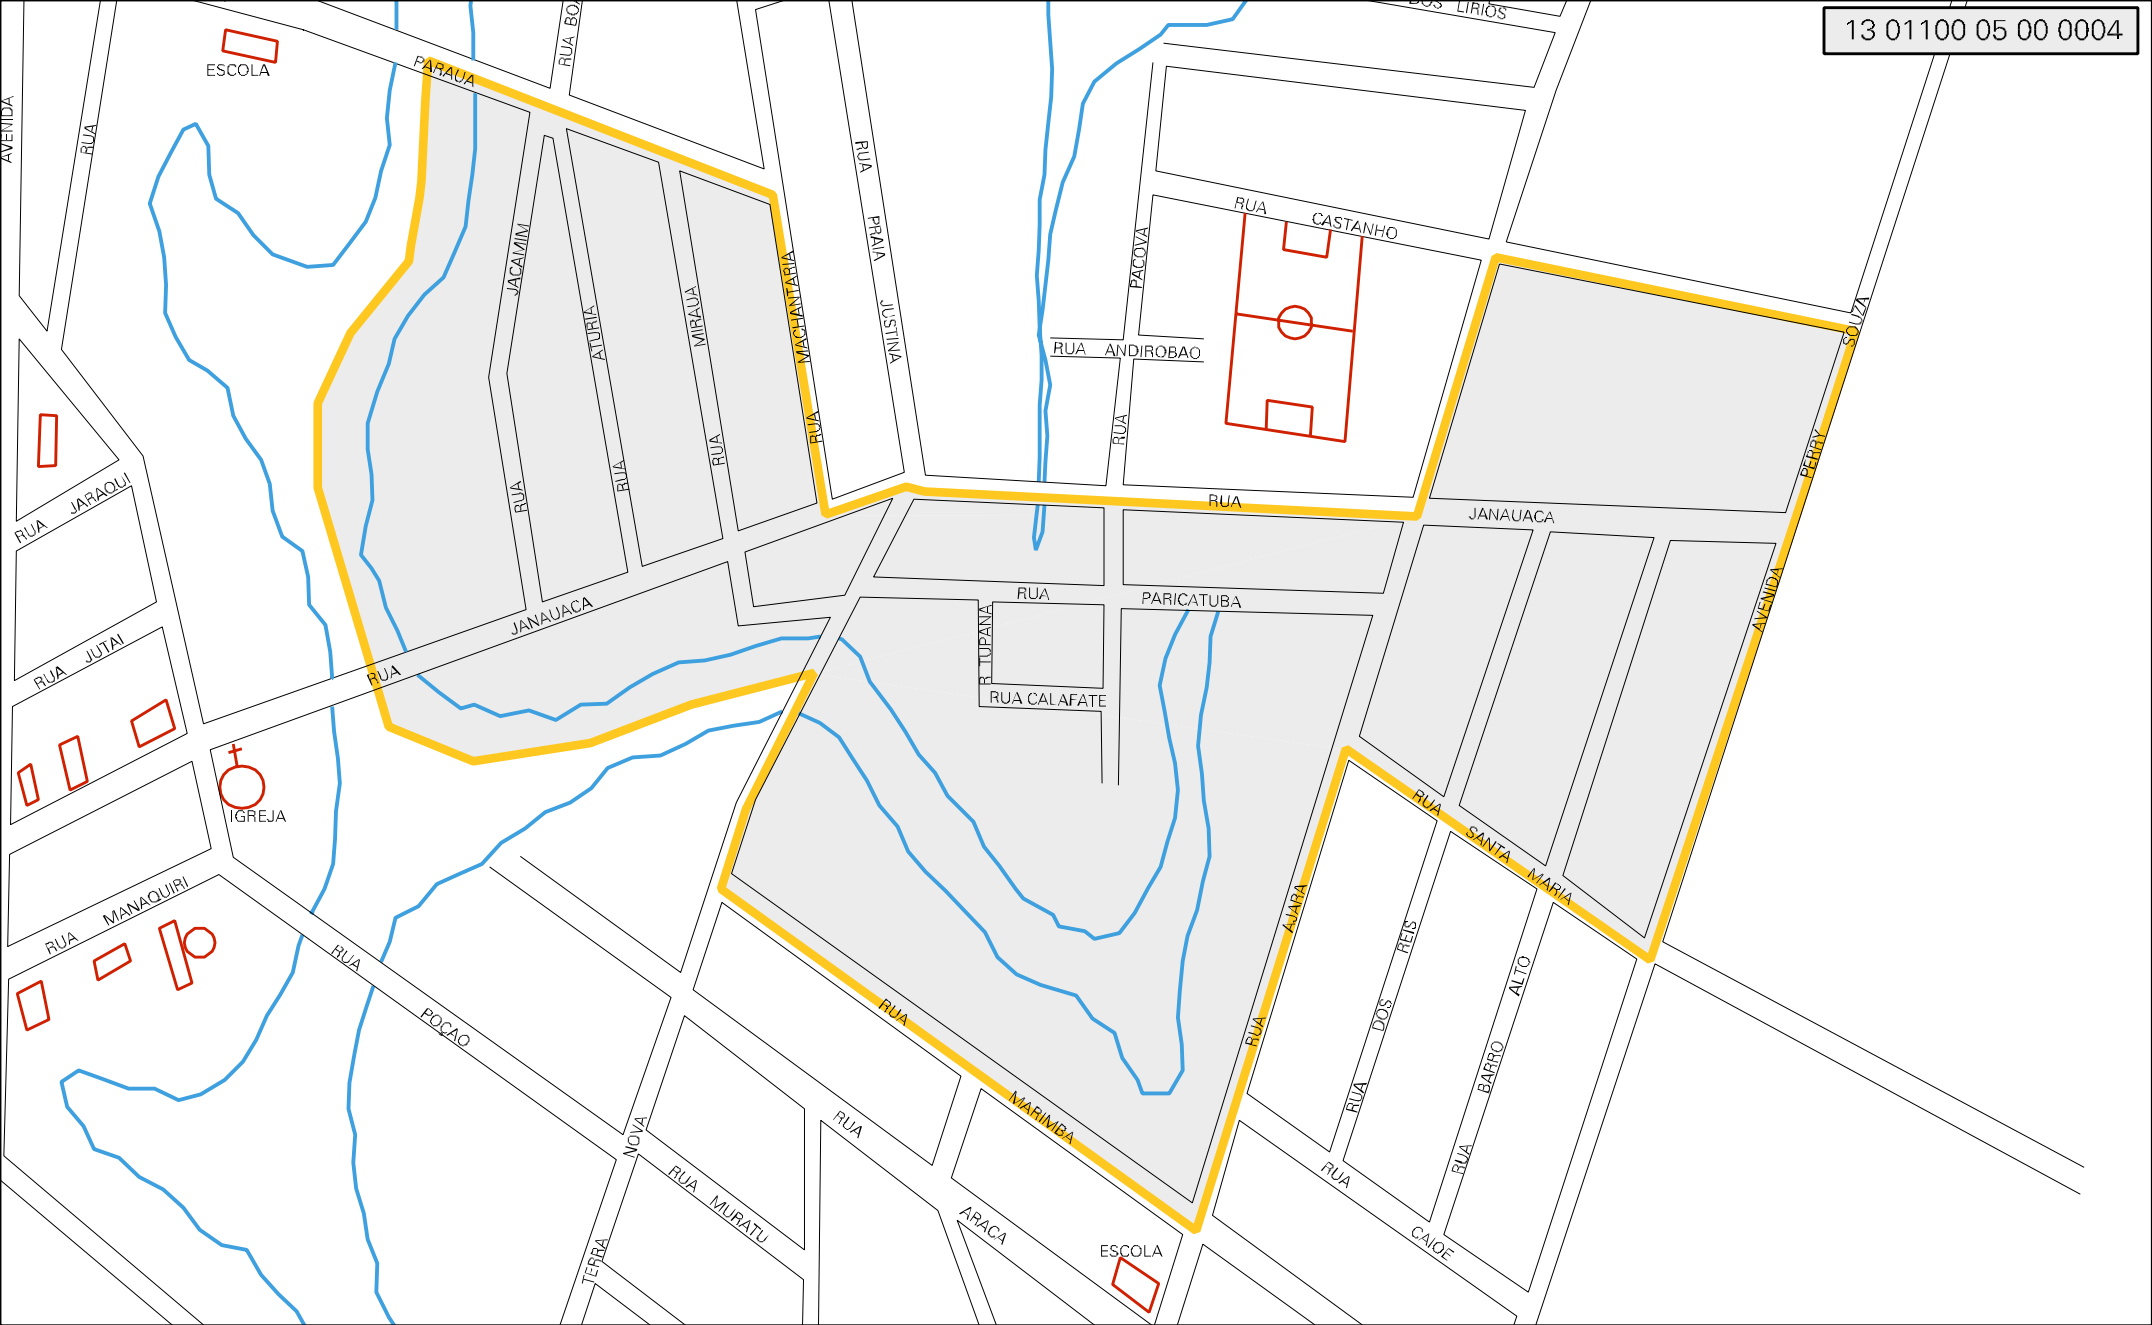 DOS LIRIOS
13 01100 05 00 0004
RUA BOA
PARAUA
ESCOLA
AVENIDA
RUA
RUA PRAIA JUSTINA
RUA CASTANHO
RUA PACOVA
RUA JACAMIM
RUA ATURIA
RUA MIRAUA
RUA MACHANTARIA
RUA ANDIROBAO
AVENIDA PERRY SOUZA
RUA JANAUACA
RUA JARAQUI
RUA JUTAI
RUA JANAUACA
RUA PARICATUBA
R TUPANA
RUA CALAFATE
IGREJA
RUA SANTA MARIA
RUA MANAQUIRI
RUA POÇAO
RUA AJARA
RUA DOS REIS
RUA BARRO ALTO
RUA MARIMBA
TERRA NOVA
RUA MURATU
RUA ARACA
RUA CAIOE
ESCOLA